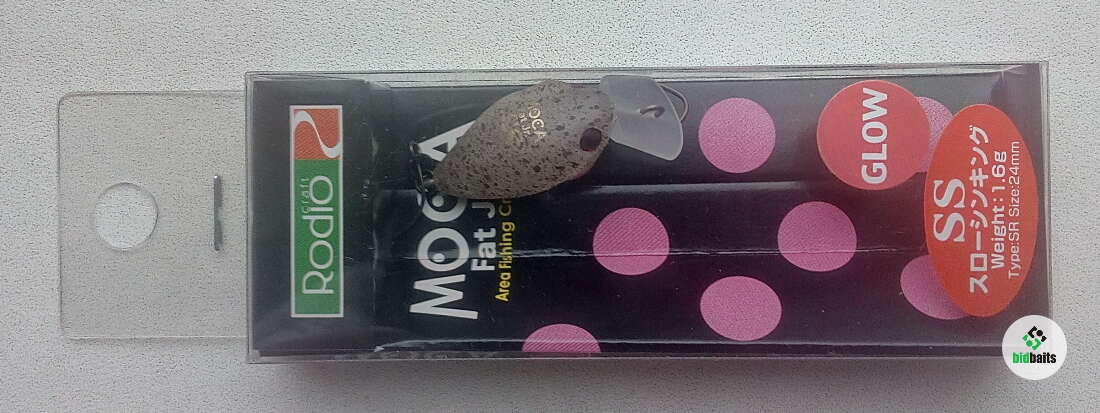 Rodio
craft
MOCA
Fat J
Area Fishing Cr
GLOW
SS
スローシンキング
Weight:1.6g
Type:SR Size:24mm
bidbaits